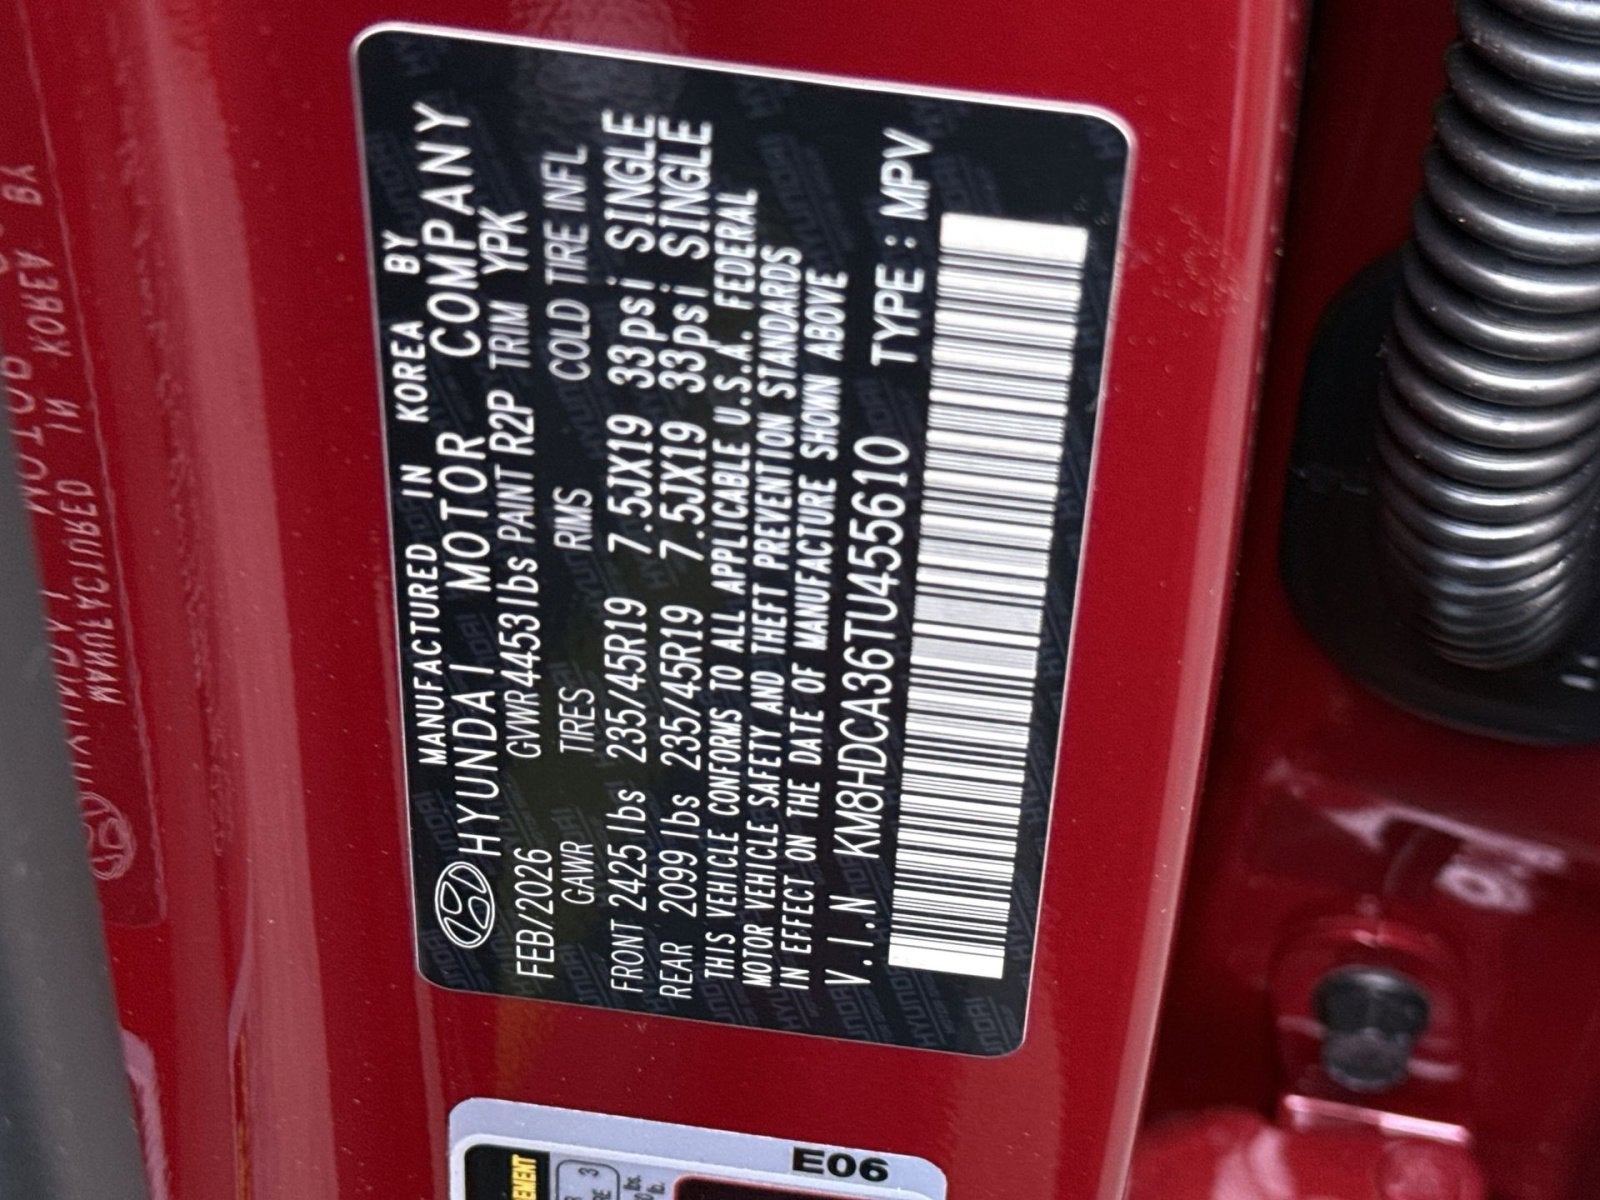 MANUFACTURED IN KOREA BY
HYUNDAI MOTOR COMPANY
FEB/2026 GVWR4453lbs PAINT R2P TRIM YPK
GAWR TIRES RIMS COLD TIRE INFL
FRONT 2425lbs 235/45R19 7.5JX19 33psi SINGLE
REAR 2099lbs 235/45R19 7.5JX19 33psi SINGLE
THIS VEHICLE CONFORMS TO ALL APPLICABLE U.S.A. FEDERAL
MOTOR VEHICLE SAFETY AND THEFT PREVENTION STANDARDS
IN EFFECT ON THE DATE OF MANUFACTURE SHOWN ABOVE
V.I.N KM8HDCA36TU455610 TYPE : MPV
E06